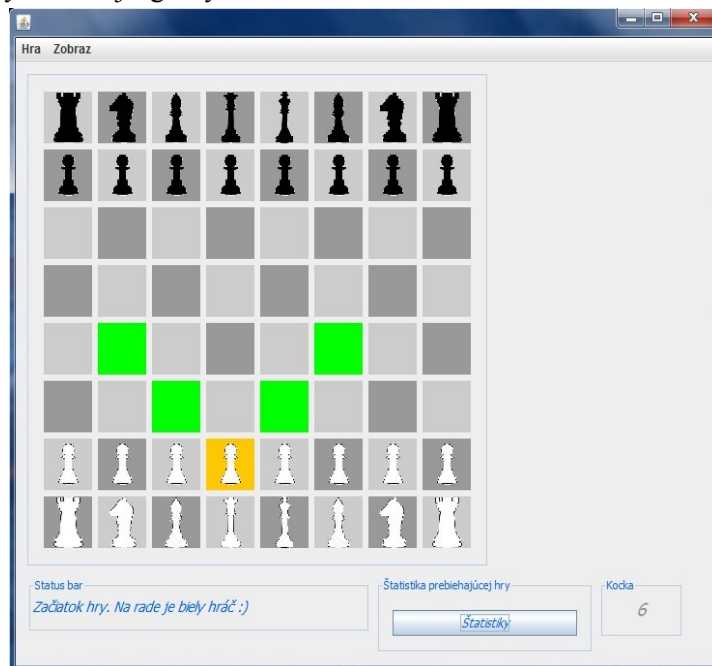 Hra Zobraz
Status bar
Začiatok hry. Na rade je biely hráč :)
Štatistika prebiehajúcej hry
Štatistiky
Kocka
6